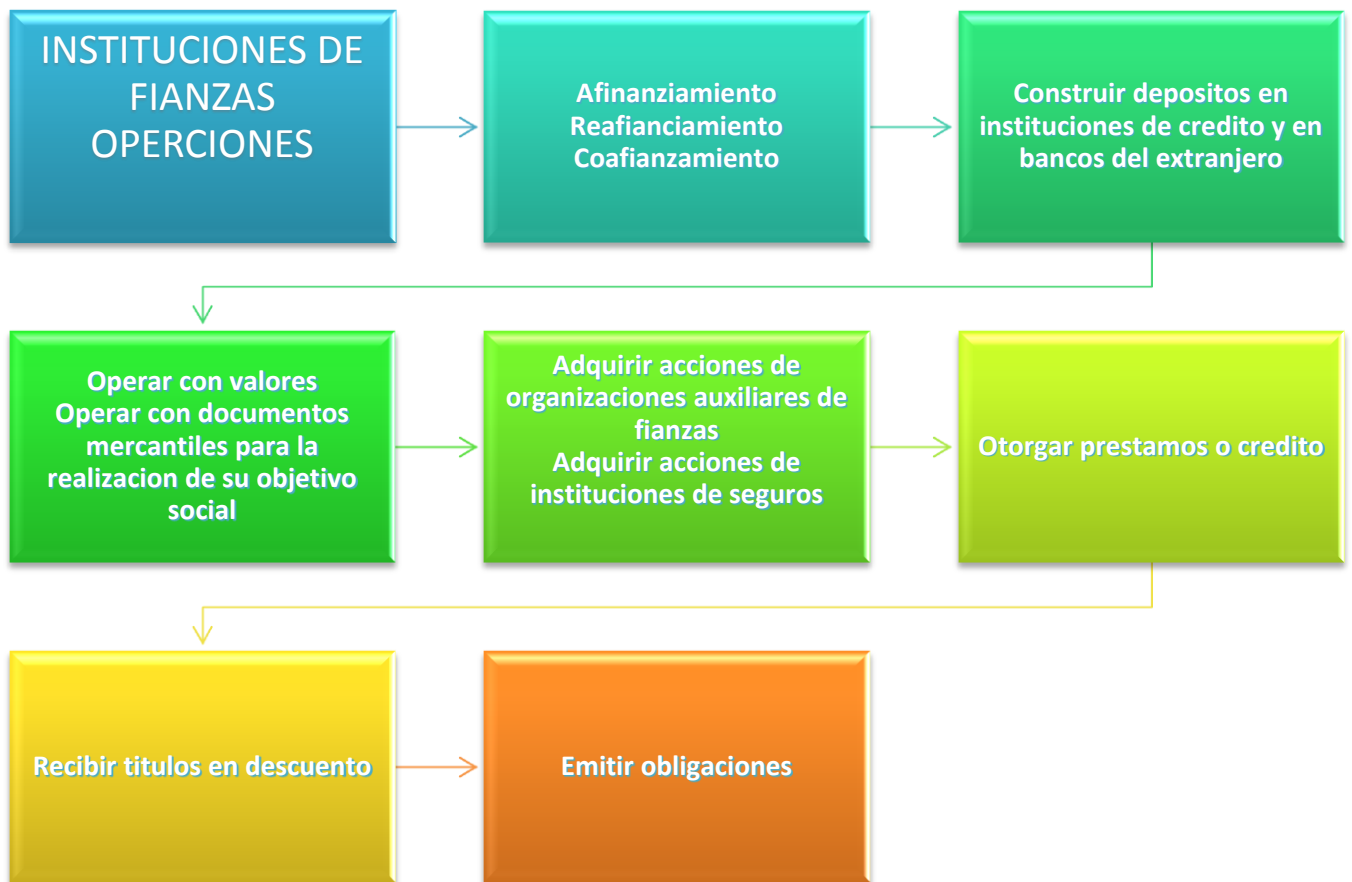 INSTITUCIONES DE
FIANZAS
OPERCIONES
Afinanziamiento
Reafianciamiento
Coafianzamiento
Construir depositos en
instituciones de credito y en
bancos del extranjero
Operar con valores
Operar con documentos
mercantiles para la
realizacion de su objetivo
social
Adquirir acciones de
organizaciones auxiliares de
fianzas
Adquirir acciones de
instituciones de seguros
Otorgar prestamos o credito
Recibir titulos en descuento
Emitir obligaciones